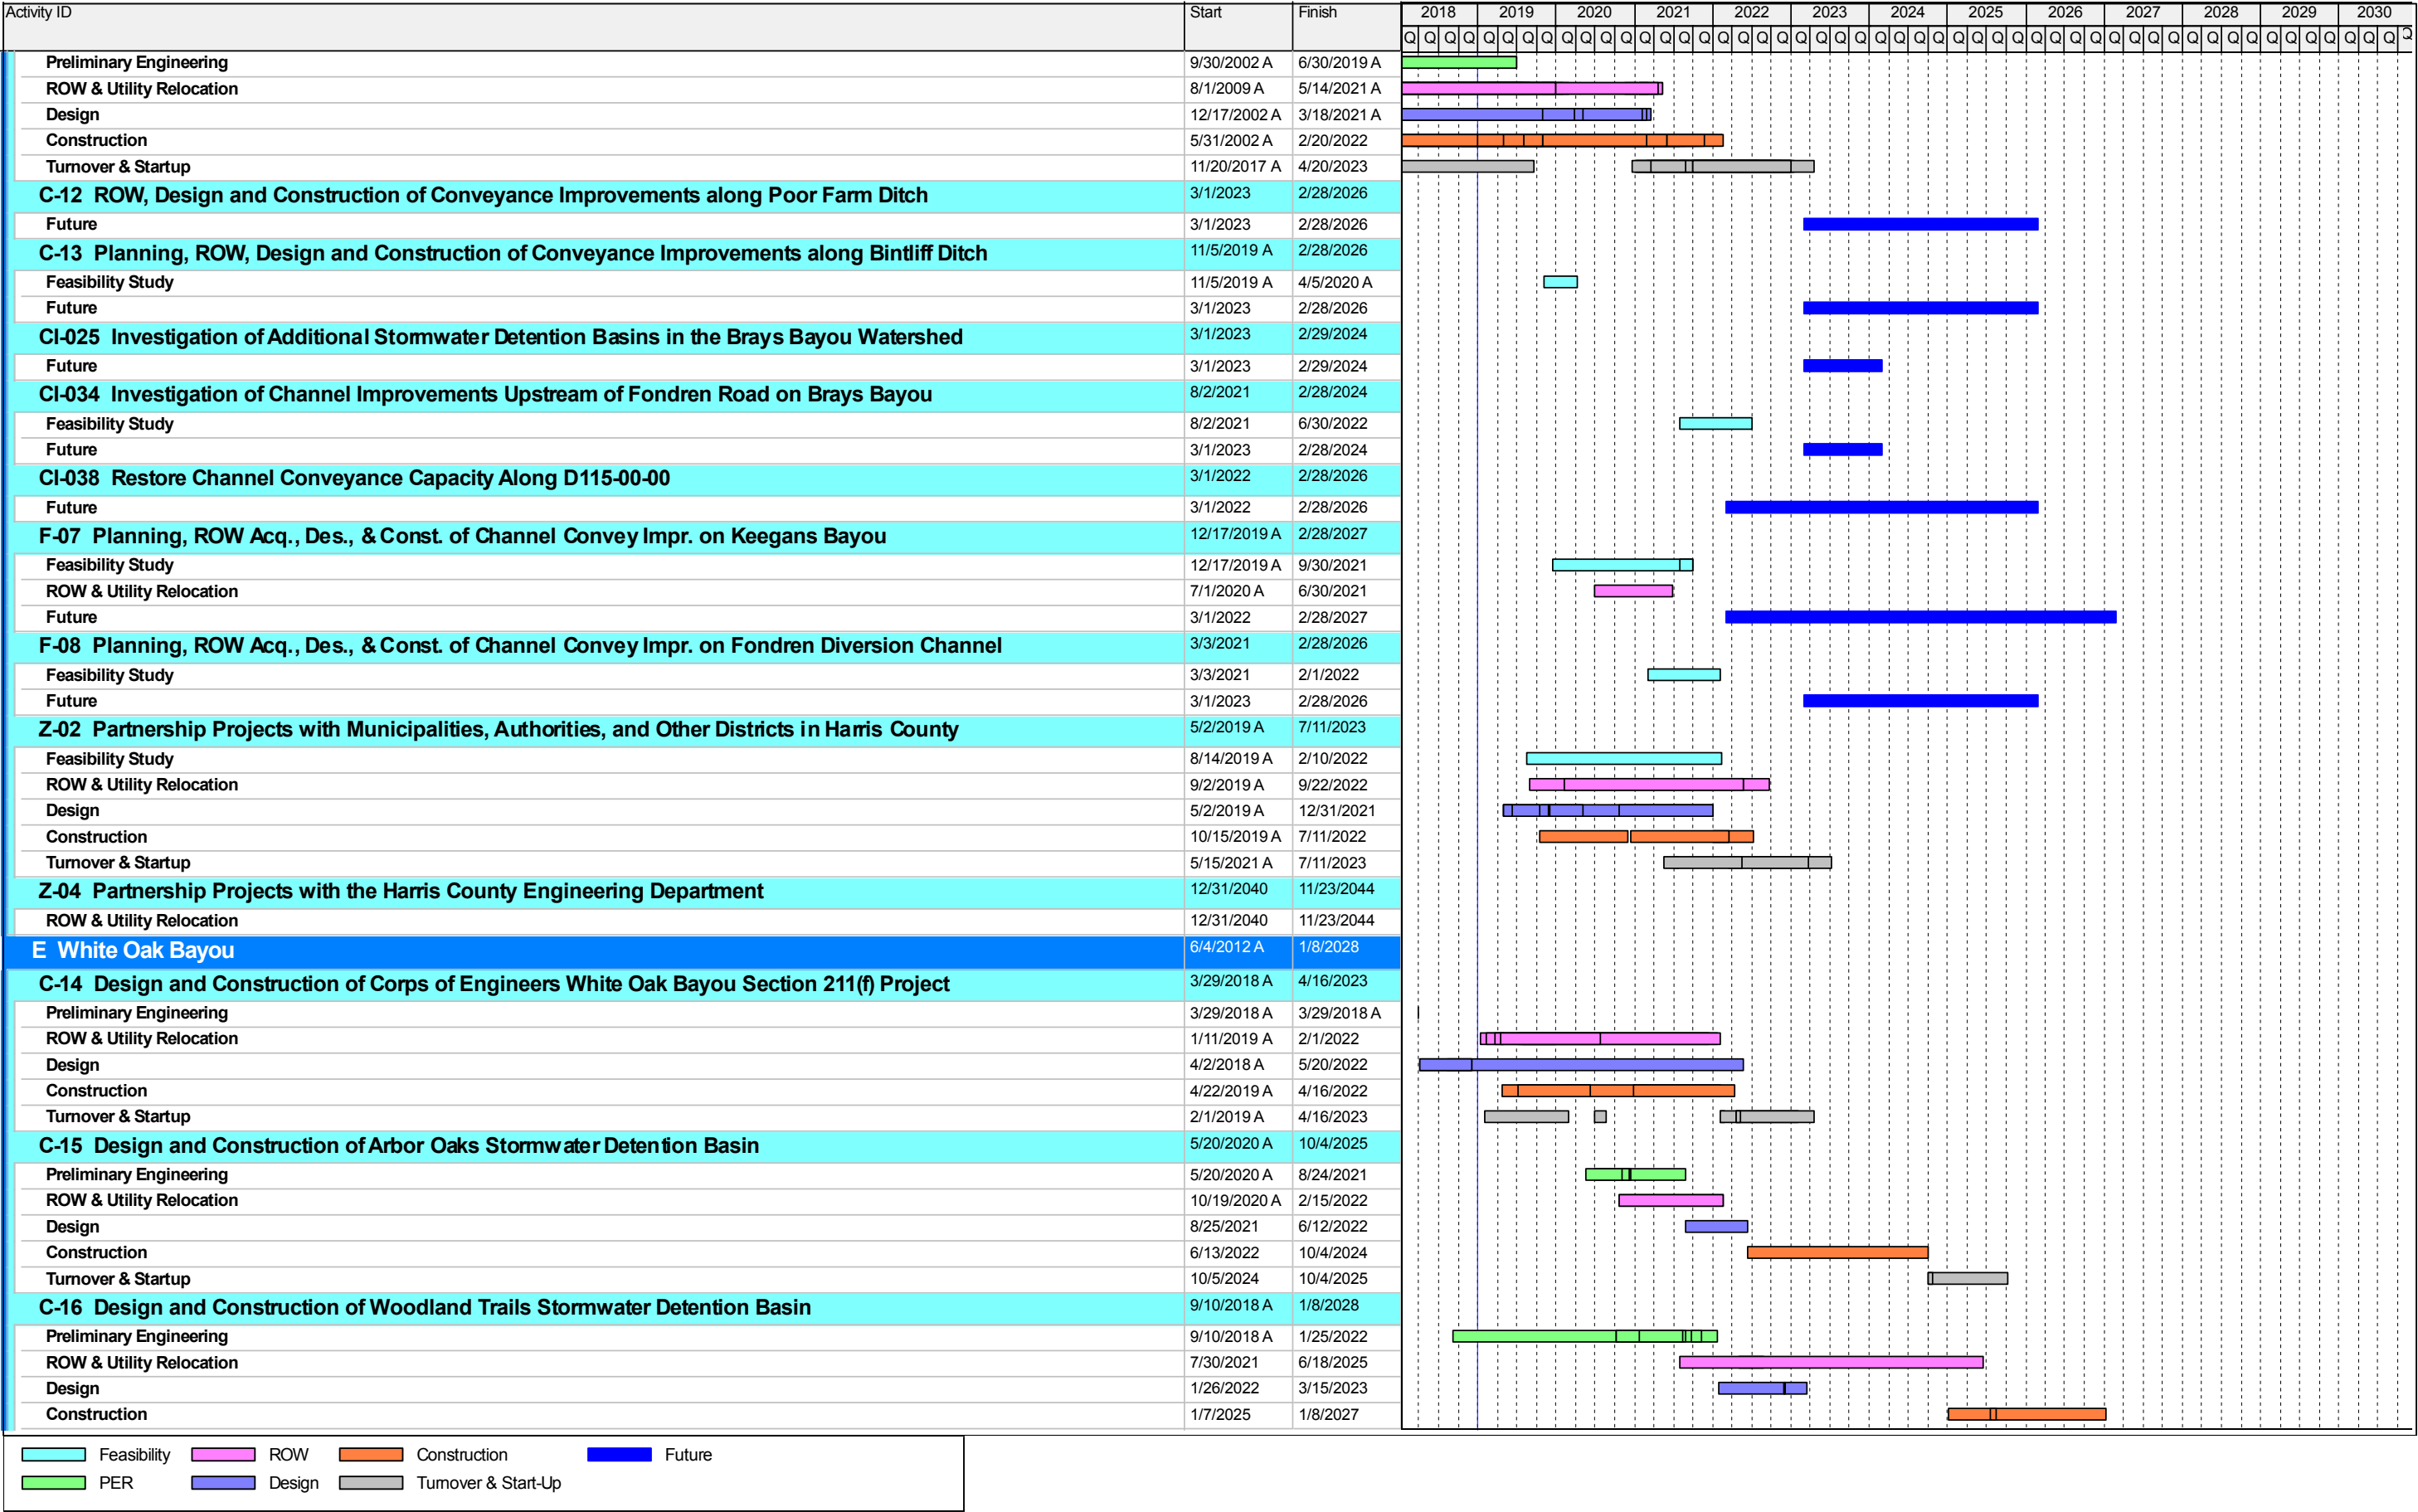 Activity ID Start Finish 2018 2019 2020 2021 2022 2023 2024 2025 2026 2027 2028 2029 2030
Q Q Q Q Q Q Q Q Q Q Q Q Q Q Q Q Q Q Q Q Q Q Q Q Q Q Q Q Q Q Q Q Q Q Q Q Q Q Q Q Q Q Q Q Q Q Q Q Q Q Q Q
Preliminary Engineering 9/30/2002 A 6/30/2019 A
ROW & Utility Relocation 8/1/2009 A 5/14/2021 A
Design 12/17/2002 A 3/18/2021 A
Construction 5/31/2002 A 2/20/2022
Turnover & Startup 11/20/2017 A 4/20/2023
C-12 ROW, Design and Construction of Conveyance Improvements along Poor Farm Ditch 3/1/2023 2/28/2026
Future 3/1/2023 2/28/2026
C-13 Planning, ROW, Design and Construction of Conveyance Improvements along Bintliff Ditch 11/5/2019 A 2/28/2026
Feasibility Study 11/5/2019 A 4/5/2020 A
Future 3/1/2023 2/28/2026
CI-025 Investigation of Additional Stormwater Detention Basins in the Brays Bayou Watershed 3/1/2023 2/29/2024
Future 3/1/2023 2/29/2024
CI-034 Investigation of Channel Improvements Upstream of Fondren Road on Brays Bayou 8/2/2021 2/28/2024
Feasibility Study 8/2/2021 6/30/2022
Future 3/1/2023 2/28/2024
CI-038 Restore Channel Conveyance Capacity Along D115-00-00 3/1/2022 2/28/2026
Future 3/1/2022 2/28/2026
F-07 Planning, ROW Acq., Des., & Const. of Channel Convey Impr. on Keegans Bayou 12/17/2019 A 2/28/2027
Feasibility Study 12/17/2019 A 9/30/2021
ROW & Utility Relocation 7/1/2020 A 6/30/2021
Future 3/1/2022 2/28/2027
F-08 Planning, ROW Acq., Des., & Const. of Channel Convey Impr. on Fondren Diversion Channel 3/3/2021 2/28/2026
Feasibility Study 3/3/2021 2/1/2022
Future 3/1/2023 2/28/2026
Z-02 Partnership Projects with Municipalities, Authorities, and Other Districts in Harris County 5/2/2019 A 7/11/2023
Feasibility Study 8/14/2019 A 2/10/2022
ROW & Utility Relocation 9/2/2019 A 9/22/2022
Design 5/2/2019 A 12/31/2021
Construction 10/15/2019 A 7/11/2022
Turnover & Startup 5/15/2021 A 7/11/2023
Z-04 Partnership Projects with the Harris County Engineering Department 12/31/2040 11/23/2044
ROW & Utility Relocation 12/31/2040 11/23/2044
E White Oak Bayou 6/4/2012 A 1/8/2028
C-14 Design and Construction of Corps of Engineers White Oak Bayou Section 211(f) Project 3/29/2018 A 4/16/2023
Preliminary Engineering 3/29/2018 A 3/29/2018 A
ROW & Utility Relocation 1/11/2019 A 2/1/2022
Design 4/2/2018 A 5/20/2022
Construction 4/22/2019 A 4/16/2022
Turnover & Startup 2/1/2019 A 4/16/2023
C-15 Design and Construction of Arbor Oaks Stormwater Detention Basin 5/20/2020 A 10/4/2025
Preliminary Engineering 5/20/2020 A 8/24/2021
ROW & Utility Relocation 10/19/2020 A 2/15/2022
Design 8/25/2021 6/12/2022
Construction 6/13/2022 10/4/2024
Turnover & Startup 10/5/2024 10/4/2025
C-16 Design and Construction of Woodland Trails Stormwater Detention Basin 9/10/2018 A 1/8/2028
Preliminary Engineering 9/10/2018 A 1/25/2022
ROW & Utility Relocation 7/30/2021 6/18/2025
Design 1/26/2022 3/15/2023
Construction 1/7/2025 1/8/2027
Feasibility ROW Construction Future
PER Design Turnover & Start-Up